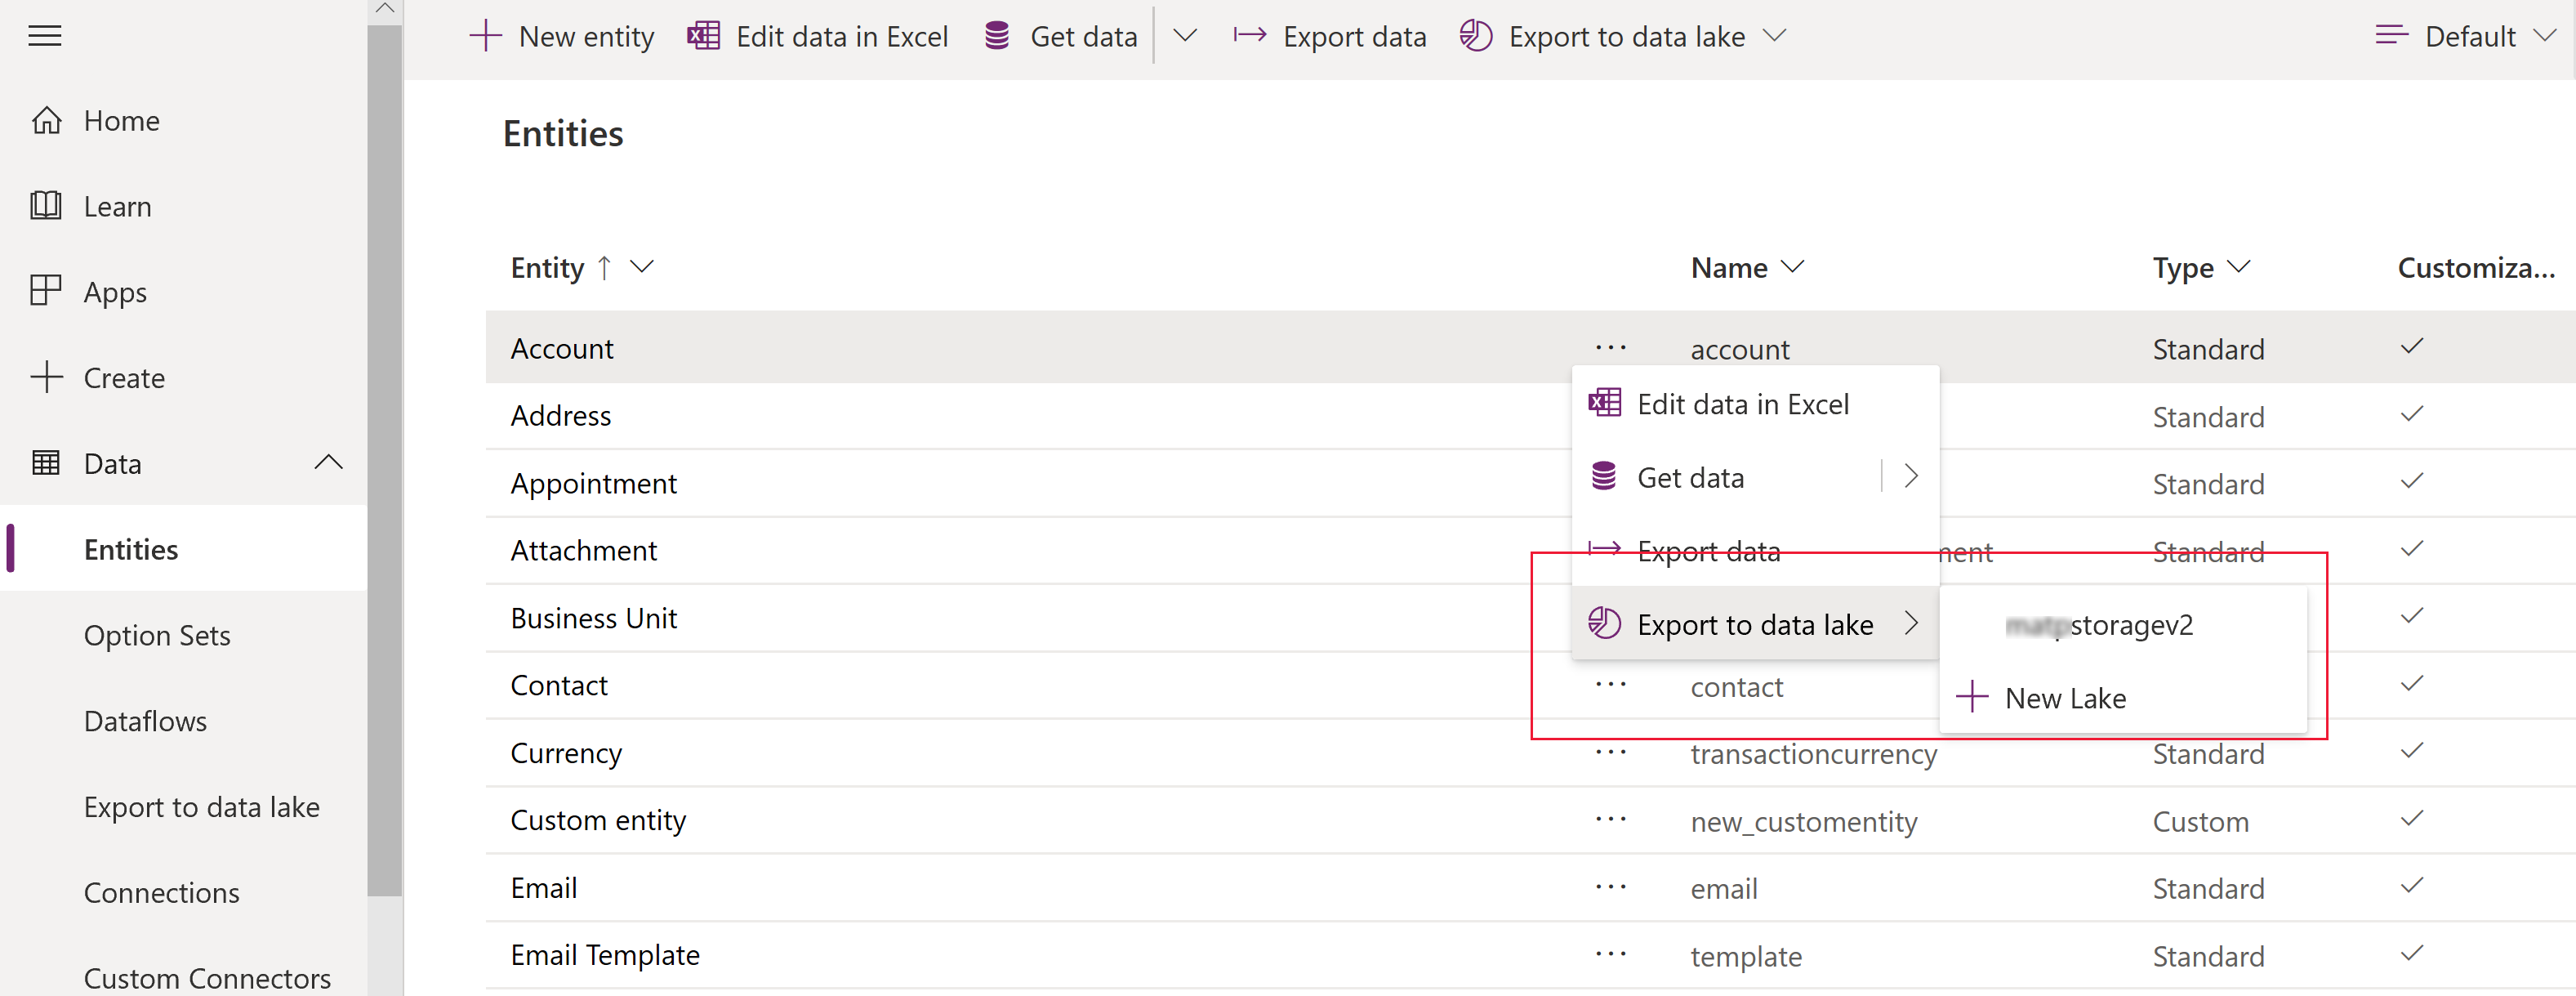 New entity Edit data in Excel Get data Export data Export to data lake Default
Home
Learn
Apps
Create
Data
Entities
Option Sets
Dataflows
Export to data lake
Connections
Custom Connectors
Entities
Entity Name Type Customiza...
Account ... account Standard
Address Standard
Appointment Standard
Attachment ment Standard
Business Unit
Contact ... contact
Currency ... transactioncurrency Standard
Custom entity ... new_customentity Custom
Email ... email Standard
Email Template ... template Standard
Edit data in Excel
Get data
Export data
Export to data lake
storagev2
New Lake